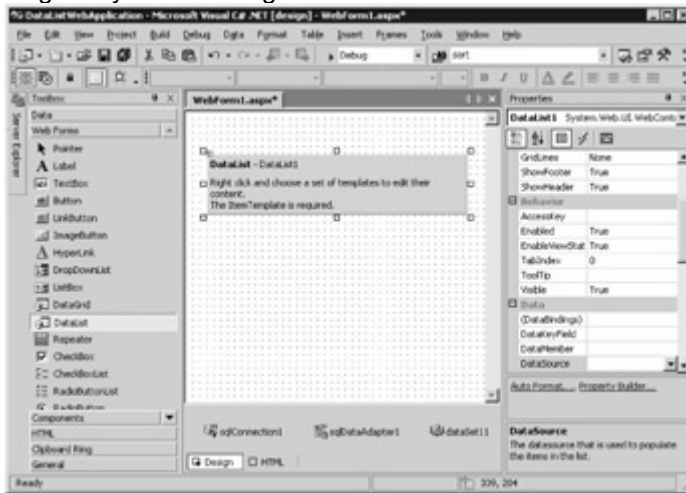 DataListWebApplication - Microsoft Visual C# .NET [design] - WebForm1.aspx*
File Edit View Project Build Debug Data Format Table Insert Frames Tools Window Help
Debug sort
Server Explorer
Toolbox
Data
Web Forms
Pointer
Label
TextBox
Button
LinkButton
ImageButton
HyperLink
DropDownList
ListBox
DataGrid
DataList
Repeater
CheckBox
CheckBoxList
RadioButtonList
RadioButton
Components
HTML
Clipboard Ring
General
WebForm1.aspx*
DataList - DataList1
Right click and choose a set of templates to edit their
content.
The ItemTemplate is required.
sqlConnection1 sqlDataAdapter1 dataSet11
Design HTML
Properties
DataList1 System.Web.UI.WebContr
GridLines None
ShowFooter True
ShowHeader True
Behavior
AccessKey
Enabled True
EnableViewStat True
TabIndex 0
ToolTip
Visible True
Data
(DataBindings)
DataKeyField
DataMember
DataSource
Auto Format..., Property Builder...
DataSource
The datasource that is used to populate
the items in the list.
Ready 339, 204